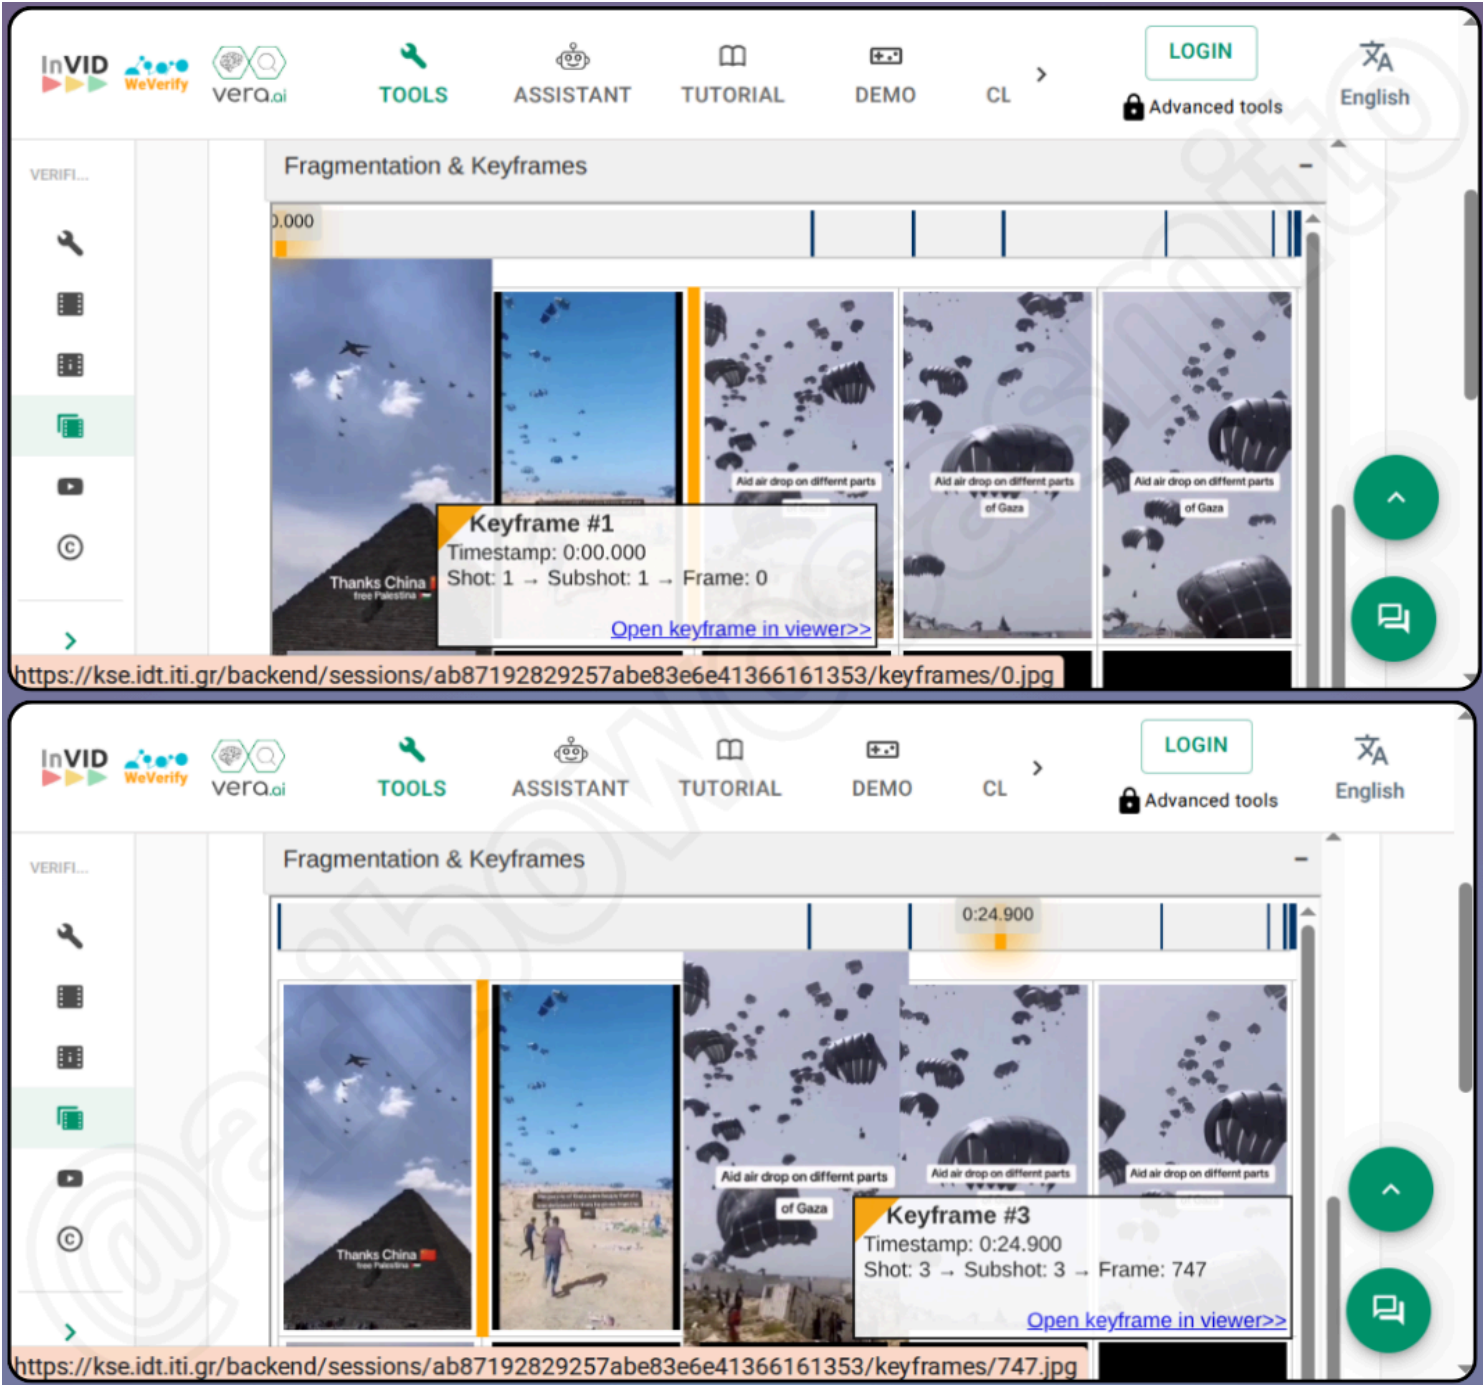 InVID
WeVerify
vera.ai
TOOLS
ASSISTANT
TUTORIAL
DEMO
CL
LOGIN
Advanced tools
English
VERIFI...
Fragmentation & Keyframes
0.000
Aid air drop on differnt parts
of Gaza
Aid air drop on differnt parts
of Gaza
Aid air drop on differnt parts
of Gaza
Thanks China
free Palestina
Keyframe #1
Timestamp: 0:00.000
Shot: 1 → Subshot: 1 → Frame: 0
Open keyframe in viewer>>
https://kse.idt.iti.gr/backend/sessions/ab87192829257abe83e6e41366161353/keyframes/0.jpg
InVID
WeVerify
vera.ai
TOOLS
ASSISTANT
TUTORIAL
DEMO
CL
LOGIN
Advanced tools
English
VERIFI...
Fragmentation & Keyframes
0:24.900
Thanks China
free Palestina
Aid air drop on differnt parts
of Gaza
Aid air drop on differnt parts
Aid air drop on differnt parts
Keyframe #3
Timestamp: 0:24.900
Shot: 3 → Subshot: 3 → Frame: 747
Open keyframe in viewer>>
https://kse.idt.iti.gr/backend/sessions/ab87192829257abe83e6e41366161353/keyframes/747.jpg